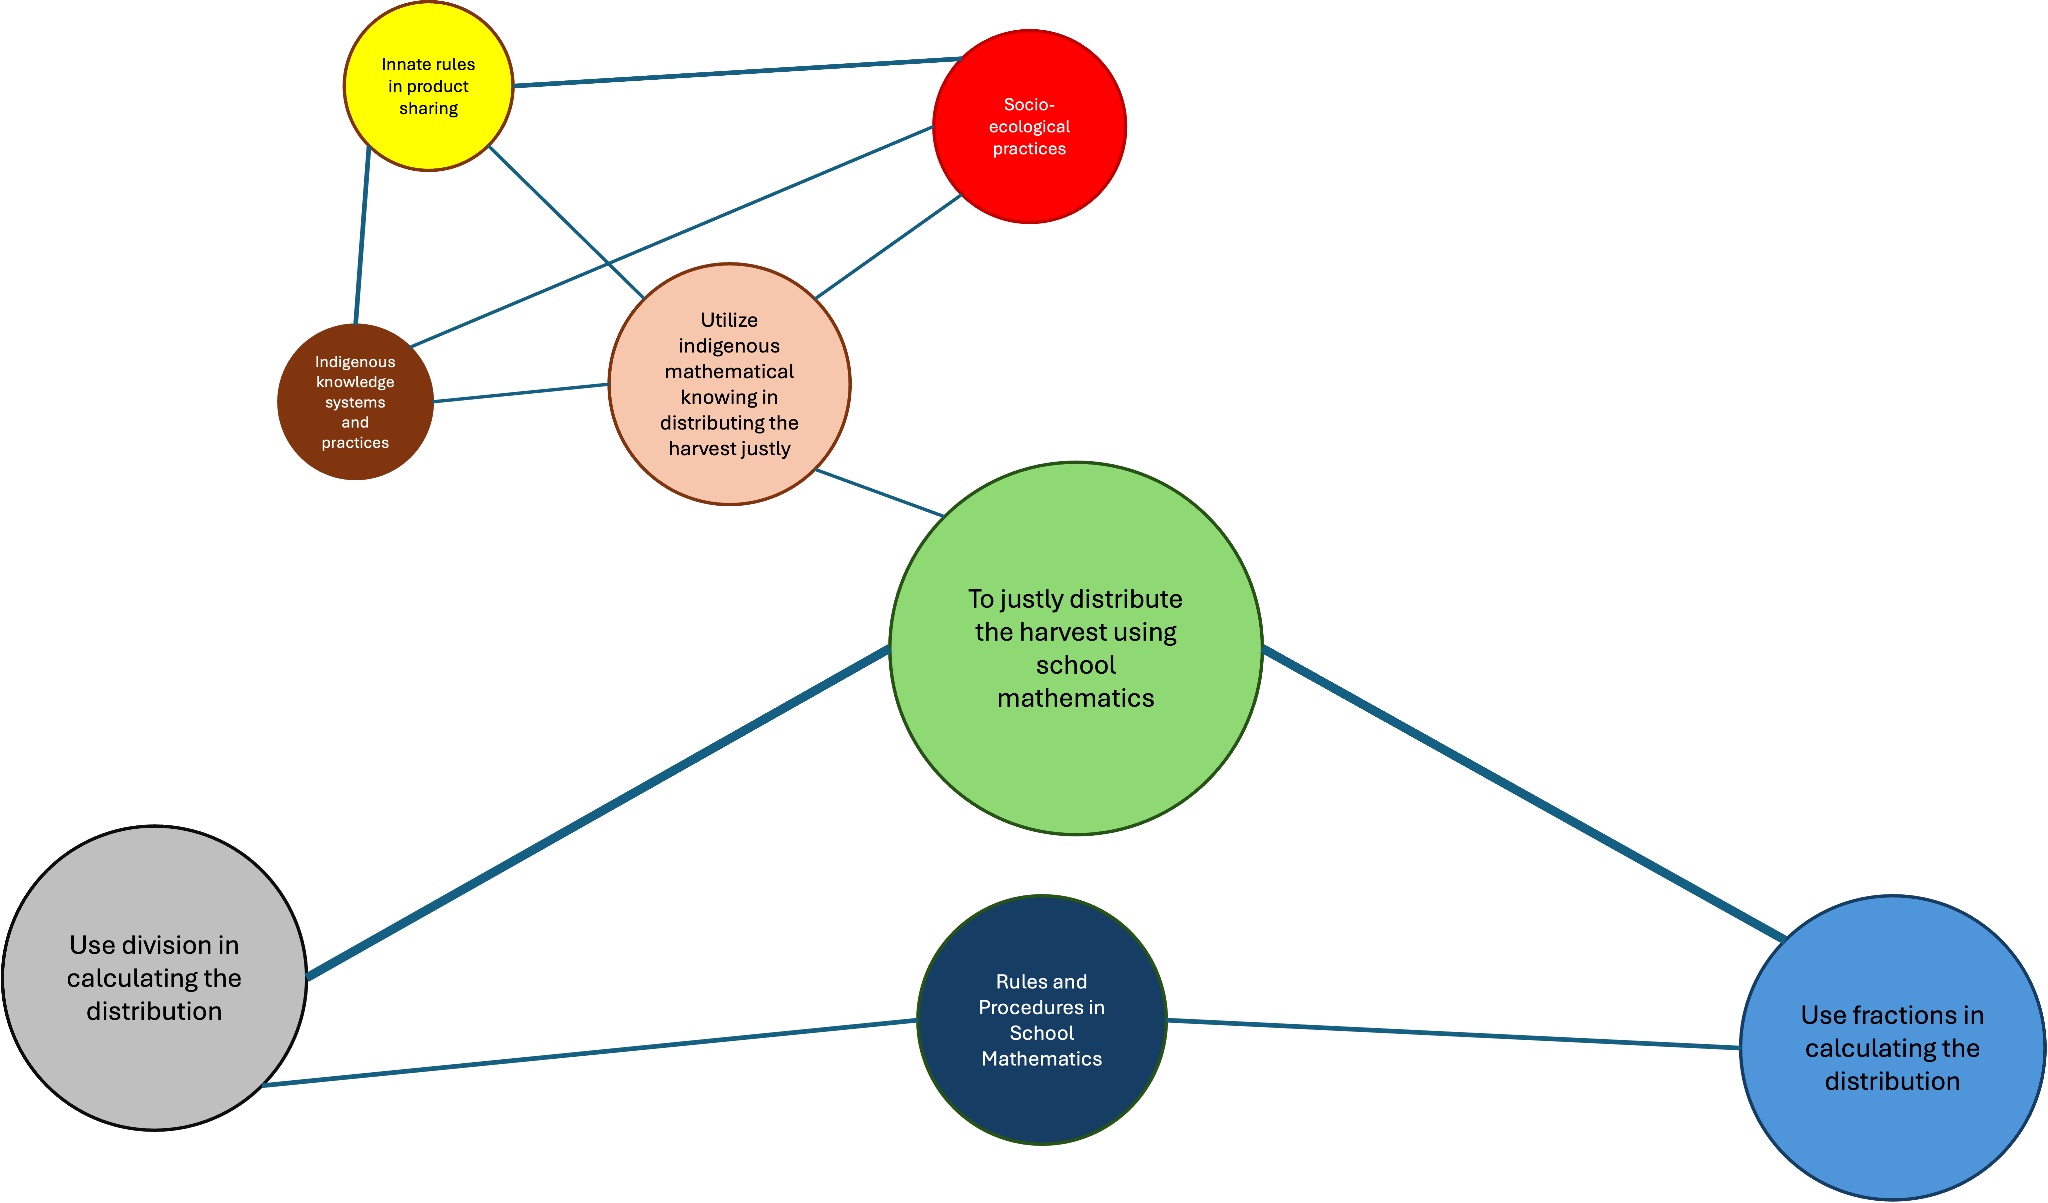 Innate rules
in product
sharing
Socio-
ecological
practices
Utilize
indigenous
mathematical
knowing in
distributing the
harvest justly
Indigenous
knowledge
systems
and
practices
To justly distribute
the harvest using
school
mathematics
Use division in
calculating the
distribution
Rules and
Procedures in
School
Mathematics
Use fractions in
calculating the
distribution